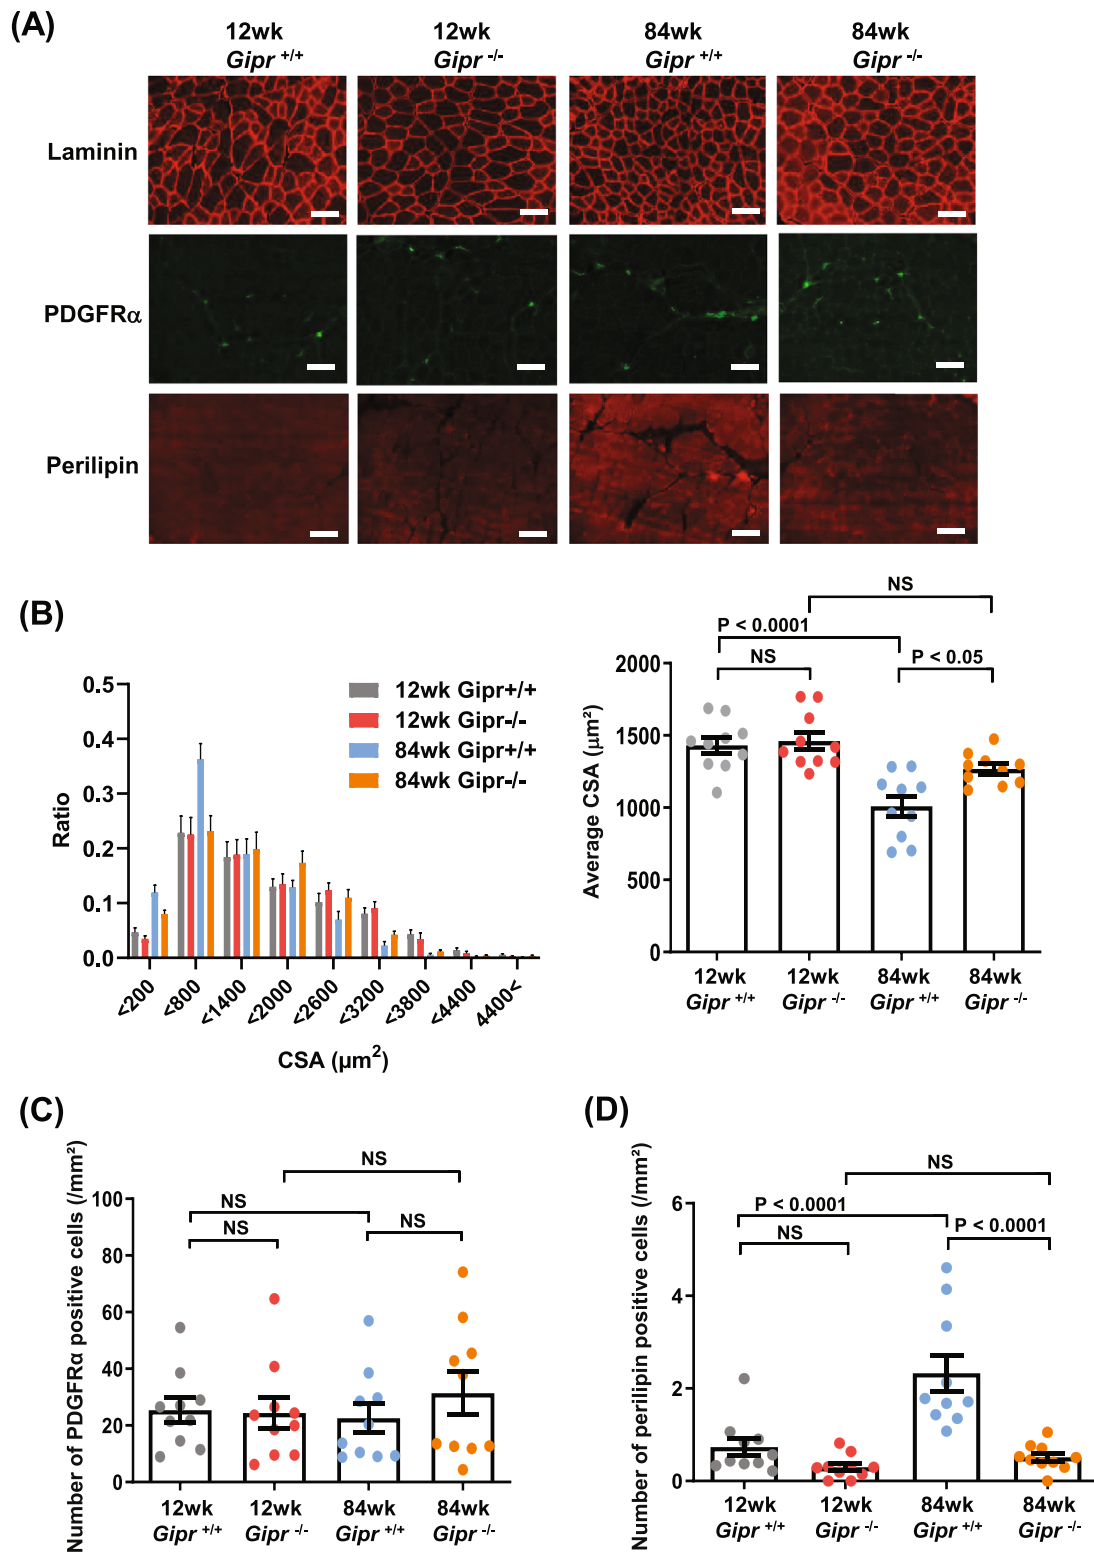 (A)
12wk 12wk 84wk 84wk
Gipr +/+ Gipr -/- Gipr +/+ Gipr -/-
Laminin
PDGFRα
Perilipin
(B)
0.5
0.4
0.3
0.2
0.1
0.0
Ratio
12wk Gipr+/+
12wk Gipr-/-
84wk Gipr+/+
84wk Gipr-/-
<200 <800 <1400 <2000 <2600 <3200 <3800 <4400 4400<
CSA (µm²)
NS
P < 0.0001
NS P < 0.05
2000
1500
1000
500
0
Average CSA (µm²)
12wk 12wk 84wk 84wk
Gipr +/+ Gipr -/- Gipr +/+ Gipr -/-
(C)
Number of PDGFRα positive cells (/mm²)
NS
NS
NS NS
100
80
60
40
20
0
12wk 12wk 84wk 84wk
Gipr +/+ Gipr -/- Gipr +/+ Gipr -/-
(D)
Number of perilipin positive cells (/mm²)
NS
P < 0.0001
NS P < 0.0001
6
4
2
0
12wk 12wk 84wk 84wk
Gipr +/+ Gipr -/- Gipr +/+ Gipr -/-